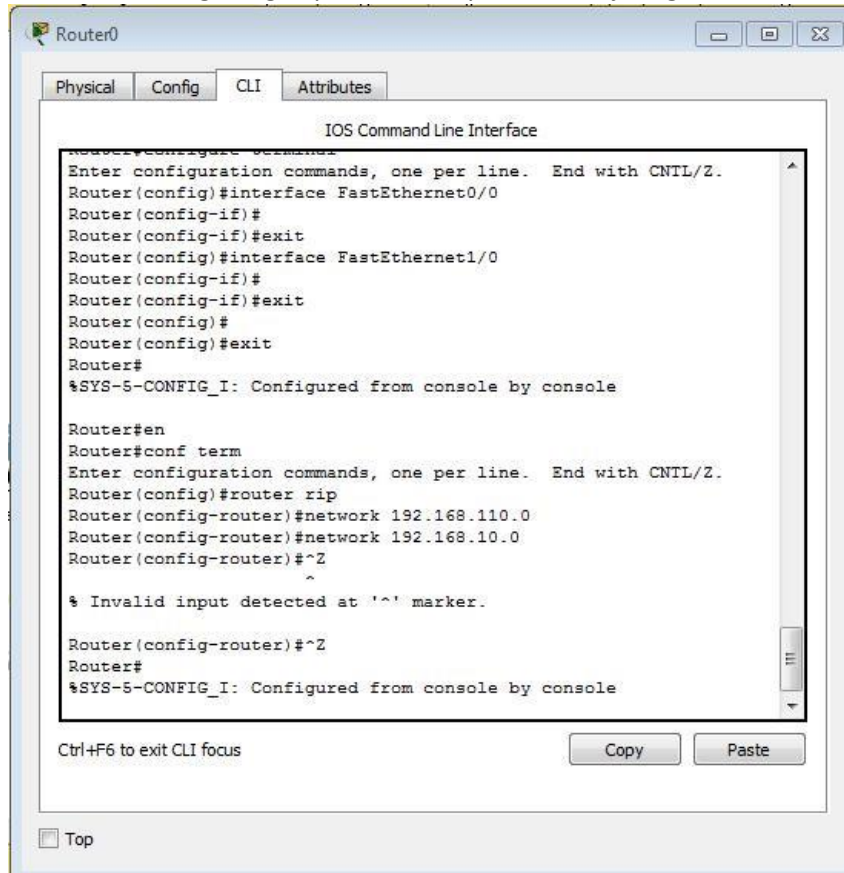 Router0
Physical Config CLI Attributes
IOS Command Line Interface
Enter configuration commands, one per line. End with CNTL/Z.
Router(config)#interface FastEthernet0/0
Router(config-if)#
Router(config-if)#exit
Router(config)#interface FastEthernet1/0
Router(config-if)#
Router(config-if)#exit
Router(config)#
Router(config)#exit
Router#
%SYS-5-CONFIG_I: Configured from console by console
Router#en
Router#conf term
Enter configuration commands, one per line. End with CNTL/Z.
Router(config)#router rip
Router(config-router)#network 192.168.110.0
Router(config-router)#network 192.168.10.0
Router(config-router)#^Z
^
% Invalid input detected at '^' marker.
Router(config-router)#^Z
Router#
%SYS-5-CONFIG_I: Configured from console by console
Ctrl+F6 to exit CLI focus
Copy Paste
Top